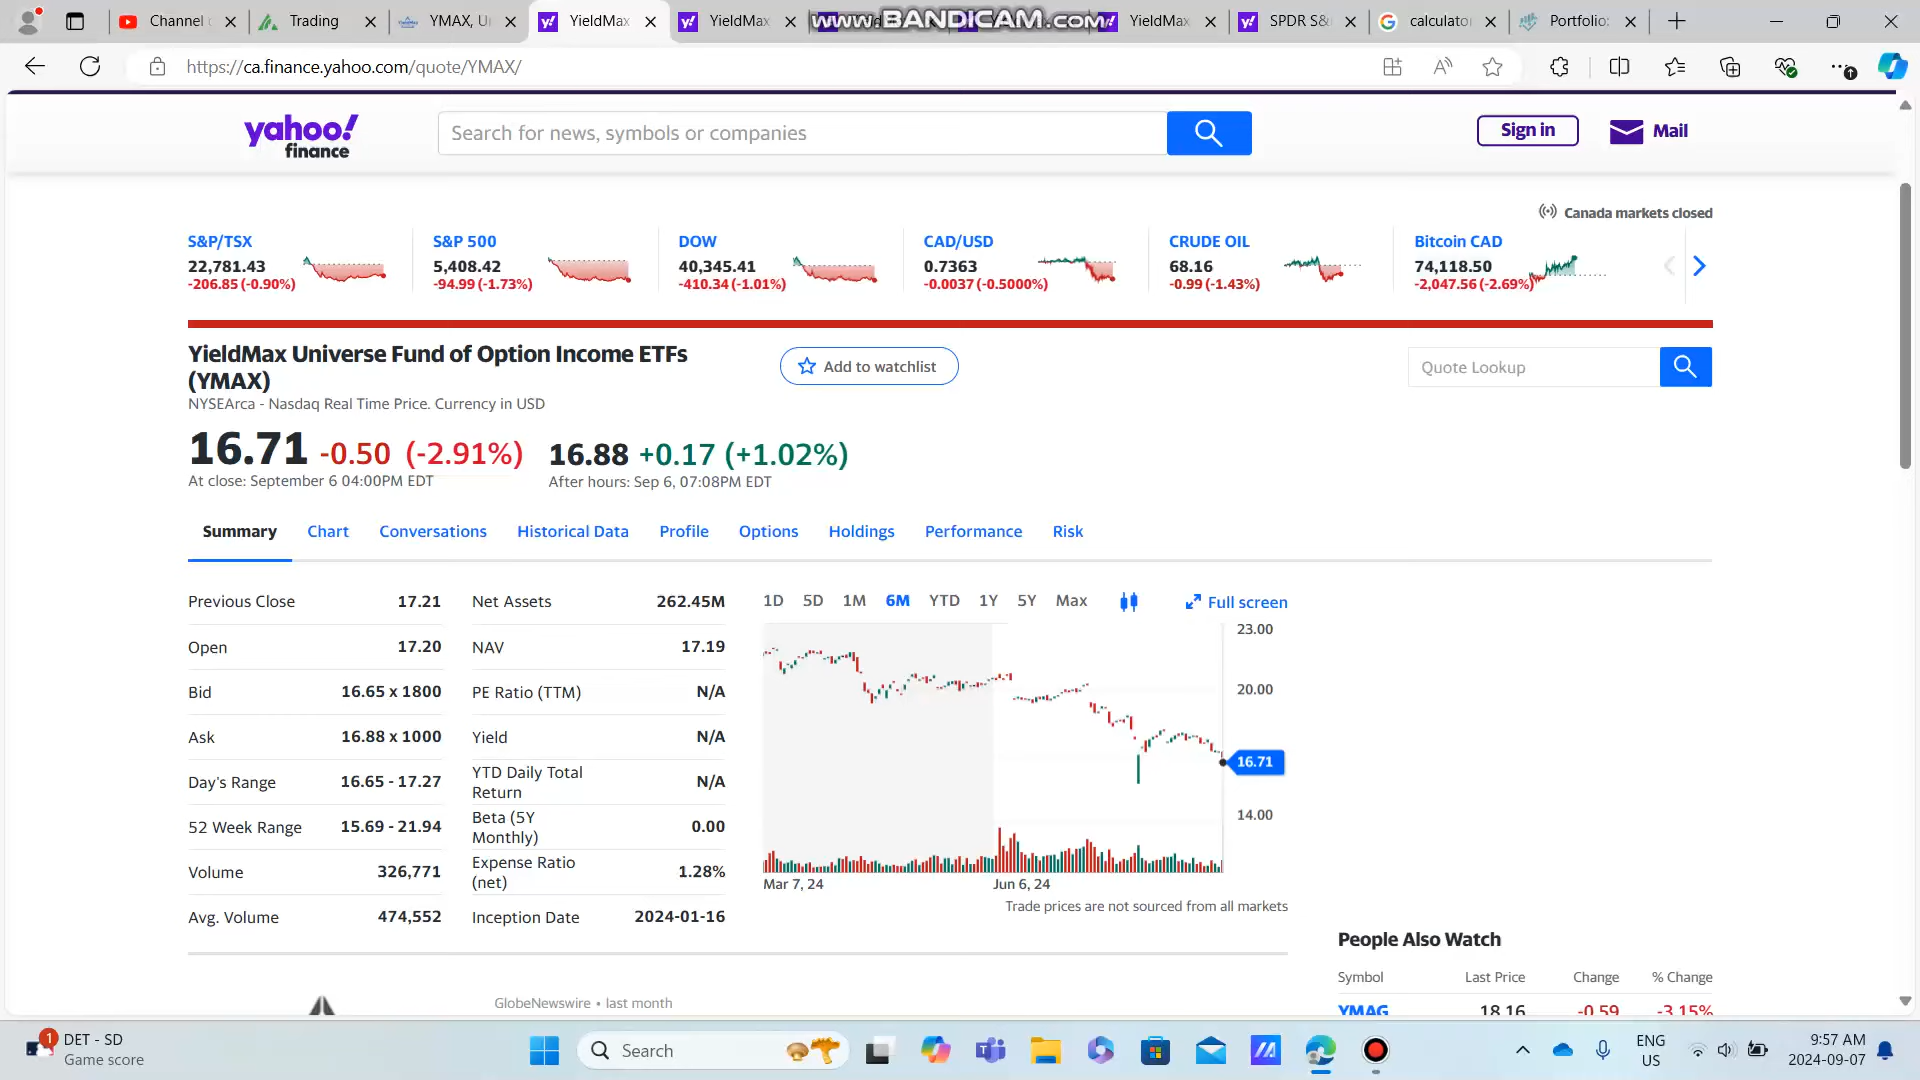 Channel
Trading
YMAX, U
YieldMax
YieldMax
www.BANDICAM.com
YieldMax
SPDR S&
calculator
Portfolio:
https://ca.finance.yahoo.com/quote/YMAX/
yahoo!
finance
Search for news, symbols or companies
Sign in
Mail
Canada markets closed
S&P/TSX
22,781.43
-206.85 (-0.90%)
S&P 500
5,408.42
-94.99 (-1.73%)
DOW
40,345.41
-410.34 (-1.01%)
CAD/USD
0.7363
-0.0037 (-0.5000%)
CRUDE OIL
68.16
-0.99 (-1.43%)
Bitcoin CAD
74,118.50
-2,047.56 (-2.69%)
YieldMax Universe Fund of Option Income ETFs
(YMAX)
NYSEArca - Nasdaq Real Time Price. Currency in USD
Add to watchlist
Quote Lookup
16.71 -0.50 (-2.91%)
At close: September 6 04:00PM EDT
16.88 +0.17 (+1.02%)
After hours: Sep 6, 07:08PM EDT
Summary Chart Conversations Historical Data Profile Options Holdings Performance Risk
Previous Close 17.21
Open 17.20
Bid 16.65 x 1800
Ask 16.88 x 1000
Day's Range 16.65 - 17.27
52 Week Range 15.69 - 21.94
Volume 326,771
Avg. Volume 474,552
Net Assets 262.45M
NAV 17.19
PE Ratio (TTM) N/A
Yield N/A
YTD Daily Total
Return N/A
Beta (5Y
Monthly) 0.00
Expense Ratio
(net) 1.28%
Inception Date 2024-01-16
1D 5D 1M 6M YTD 1Y 5Y Max
Full screen
23.00
20.00
16.71
14.00
Mar 7, 24
Jun 6, 24
Trade prices are not sourced from all markets
People Also Watch
Symbol Last Price Change % Change
YMAG 18.16 -0.59 -3.15%
GlobeNewswire • last month
1
DET - SD
Game score
Search
ENG
US
9:57 AM
2024-09-07